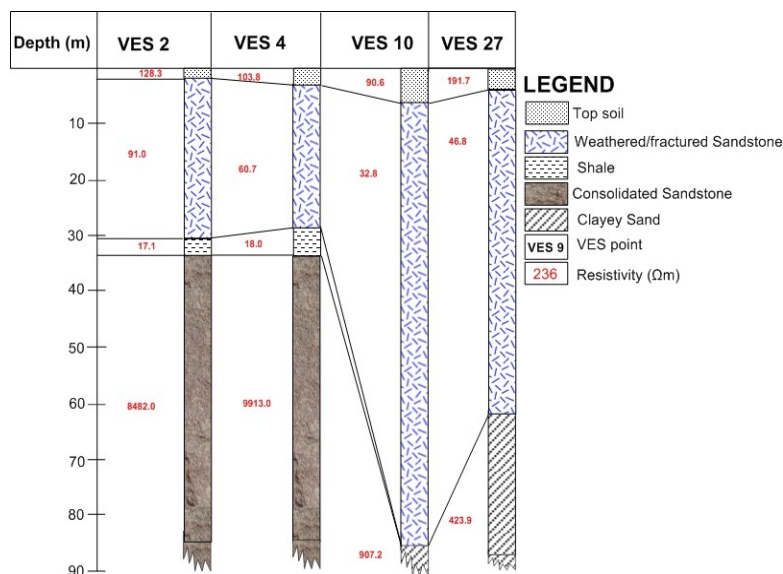 Depth (m) VES 2 VES 4 VES 10 VES 27
128.3 103.8 90.6 191.7
10
91.0 60.7 32.8 46.8
20
30
17.1 18.0
40
50
60
8482.0 9913.0
70
80
423.9
907.2
90
LEGEND
Top soil
Weathered/fractured Sandstone
Shale
Consolidated Sandstone
Clayey Sand
VES 9 VES point
236 Resistivity (Ωm)